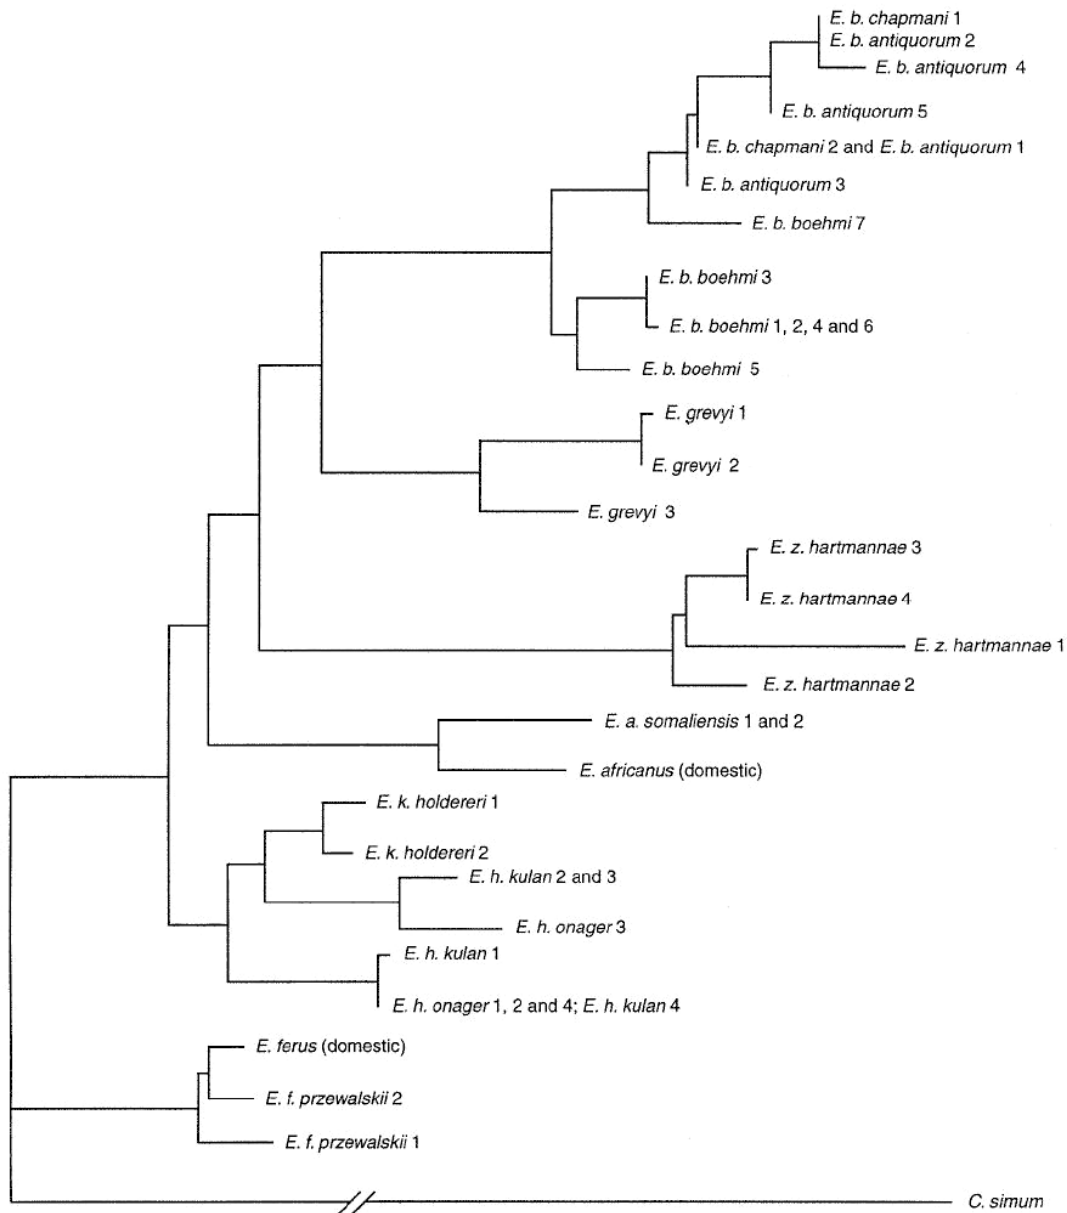 E. b. chapmani 1
E. b. antiquorum 2
E. b. antiquorum 4
E. b. antiquorum 5
E. b. chapmani 2 and E. b. antiquorum 1
E. b. antiquorum 3
E. b. boehmi 7
E. b. boehmi 3
E. b. boehmi 1, 2, 4 and 6
E. b. boehmi 5
E. grevyi 1
E. grevyi 2
E. grevyi 3
E. z. hartmannae 3
E. z. hartmannae 4
E. z. hartmannae 1
E. z. hartmannae 2
E. a. somaliensis 1 and 2
E. africanus (domestic)
E. k. holdereri 1
E. k. holdereri 2
E. h. kulan 2 and 3
E. h. onager 3
E. h. kulan 1
E. h. onager 1, 2 and 4; E. h. kulan 4
E. ferus (domestic)
E. f. przewalskii 2
E. f. przewalskii 1
C. simum